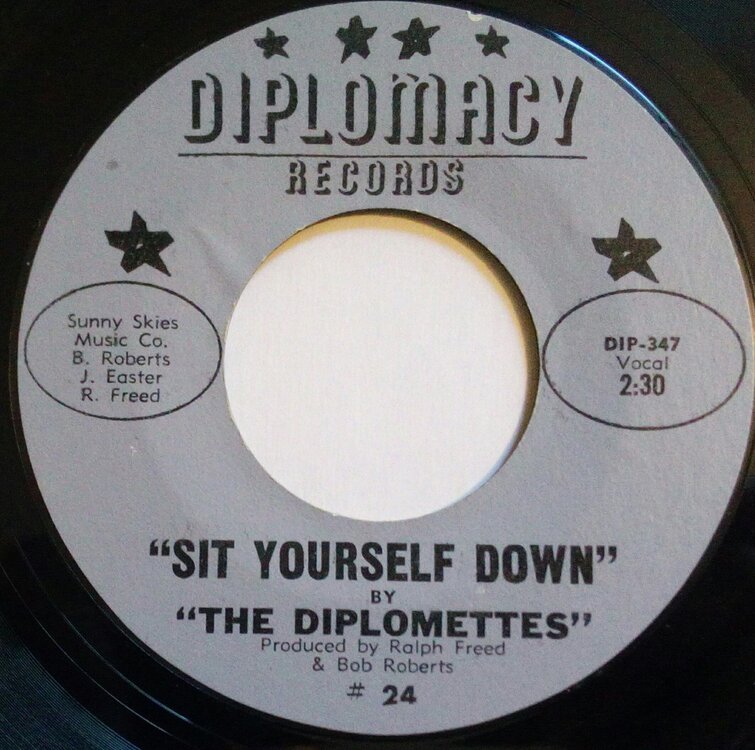 DIPLOMACY
RECORDS
Sunny Skies
Music Co.
B. Roberts
J. Easter
R. Freed
DIP-347
Vocal
2:30
“SIT YOURSELF DOWN”
BY
“THE DIPLOMETTES”
Produced by Ralph Freed
& Bob Roberts
# 24